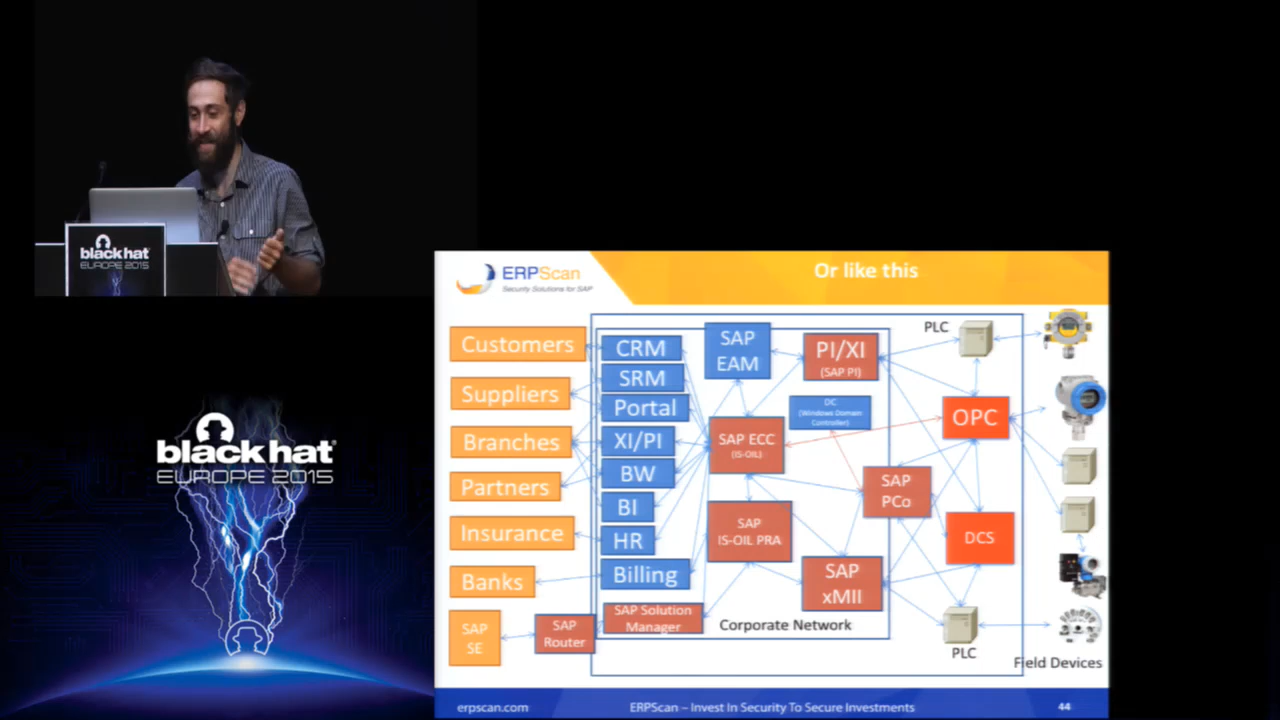 black hat
EUROPE 2015
black hat
EUROPE 2015
ERPScan
Security Solutions for SAP
Or like this
Customers
Suppliers
Branches
Partners
Insurance
Banks
SAP
SE
SAP
Router
CRM
SRM
Portal
XI/PI
BW
BI
HR
Billing
SAP Solution
Manager
SAP
EAM
PI/XI
(SAP PI)
DC
(Windows Domain
Controller)
SAP ECC
(IS-OIL)
SAP
IS-OIL PRA
SAP
PCo
SAP
xMII
Corporate Network
PLC
OPC
DCS
PLC
Field Devices
erpscan.com
ERPScan – Invest In Security To Secure Investments
44